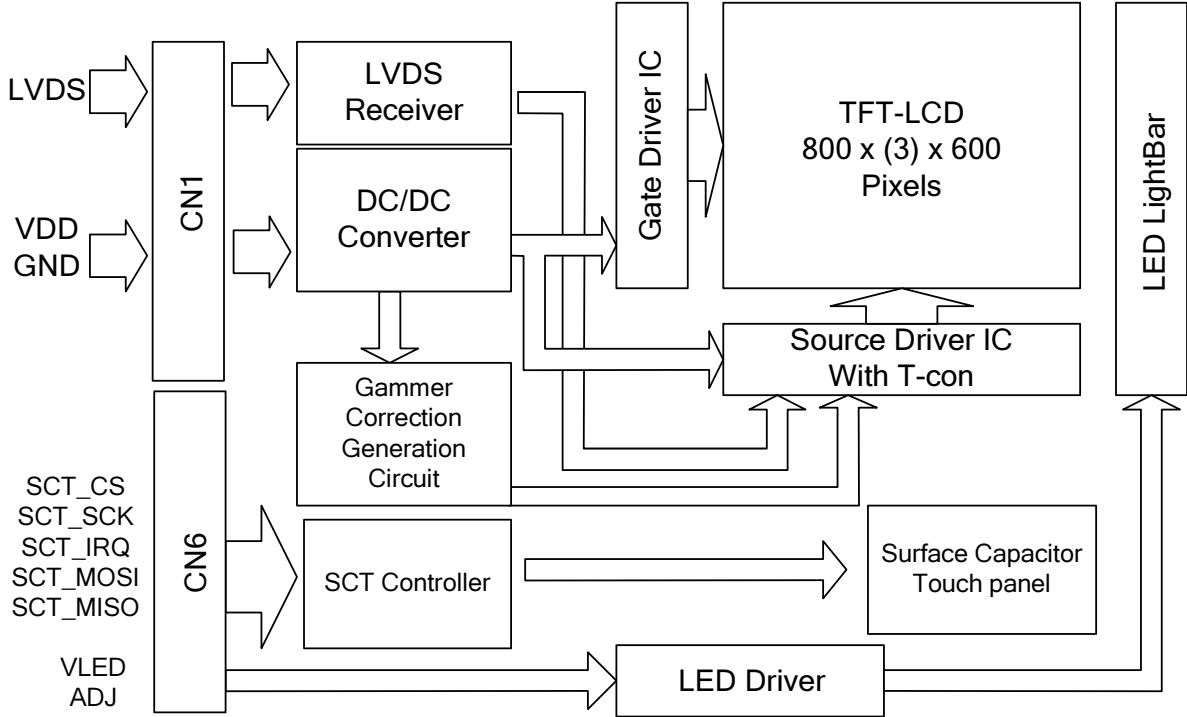 LVDS
VDD
GND
CN1
LVDS
Receiver
DC/DC
Converter
Gammer
Correction
Generation
Circuit
Gate Driver IC
TFT-LCD
800 x (3) x 600
Pixels
Source Driver IC
With T-con
LED LightBar
SCT_CS
SCT_SCK
SCT_IRQ
SCT_MOSI
SCT_MISO
VLED
ADJ
CN6
SCT Controller
Surface Capacitor
Touch panel
LED Driver